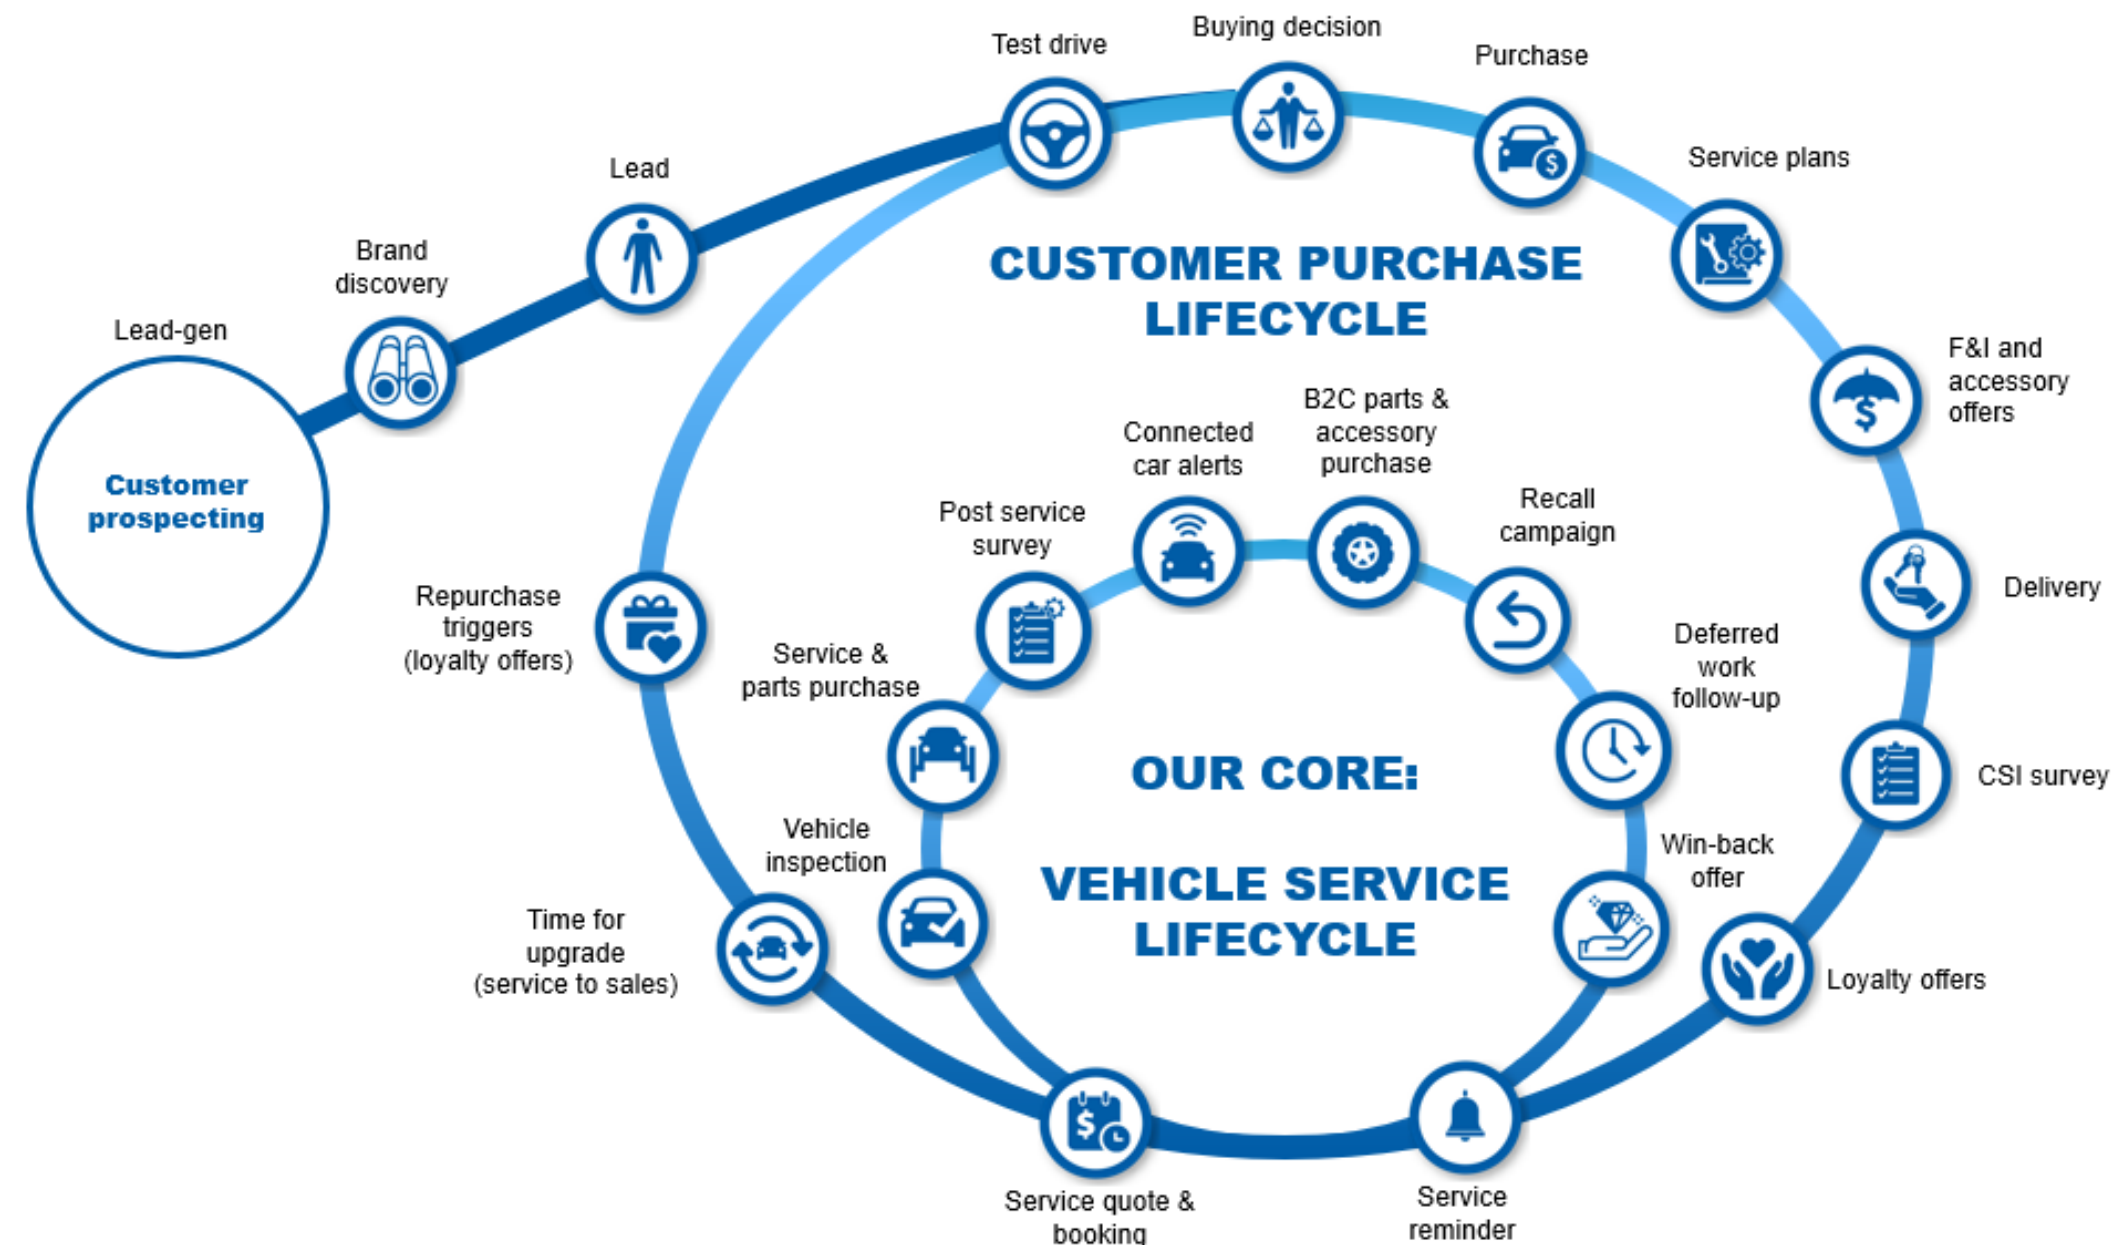 Buying decision
Test drive
Purchase
Service plans
Lead
Brand
discovery
Lead-gen
Customer
prospecting
CUSTOMER PURCHASE
LIFECYCLE
F&I and
accessory
offers
B2C parts &
accessory
purchase
Connected
car alerts
Recall
campaign
Post service
survey
Delivery
Repurchase
triggers
(loyalty offers)
Service &
parts purchase
Deferred
work
follow-up
OUR CORE:
VEHICLE SERVICE
LIFECYCLE
CSI survey
Vehicle
inspection
Win-back
offer
Time for
upgrade
(service to sales)
Loyalty offers
Service quote &
booking
Service
reminder